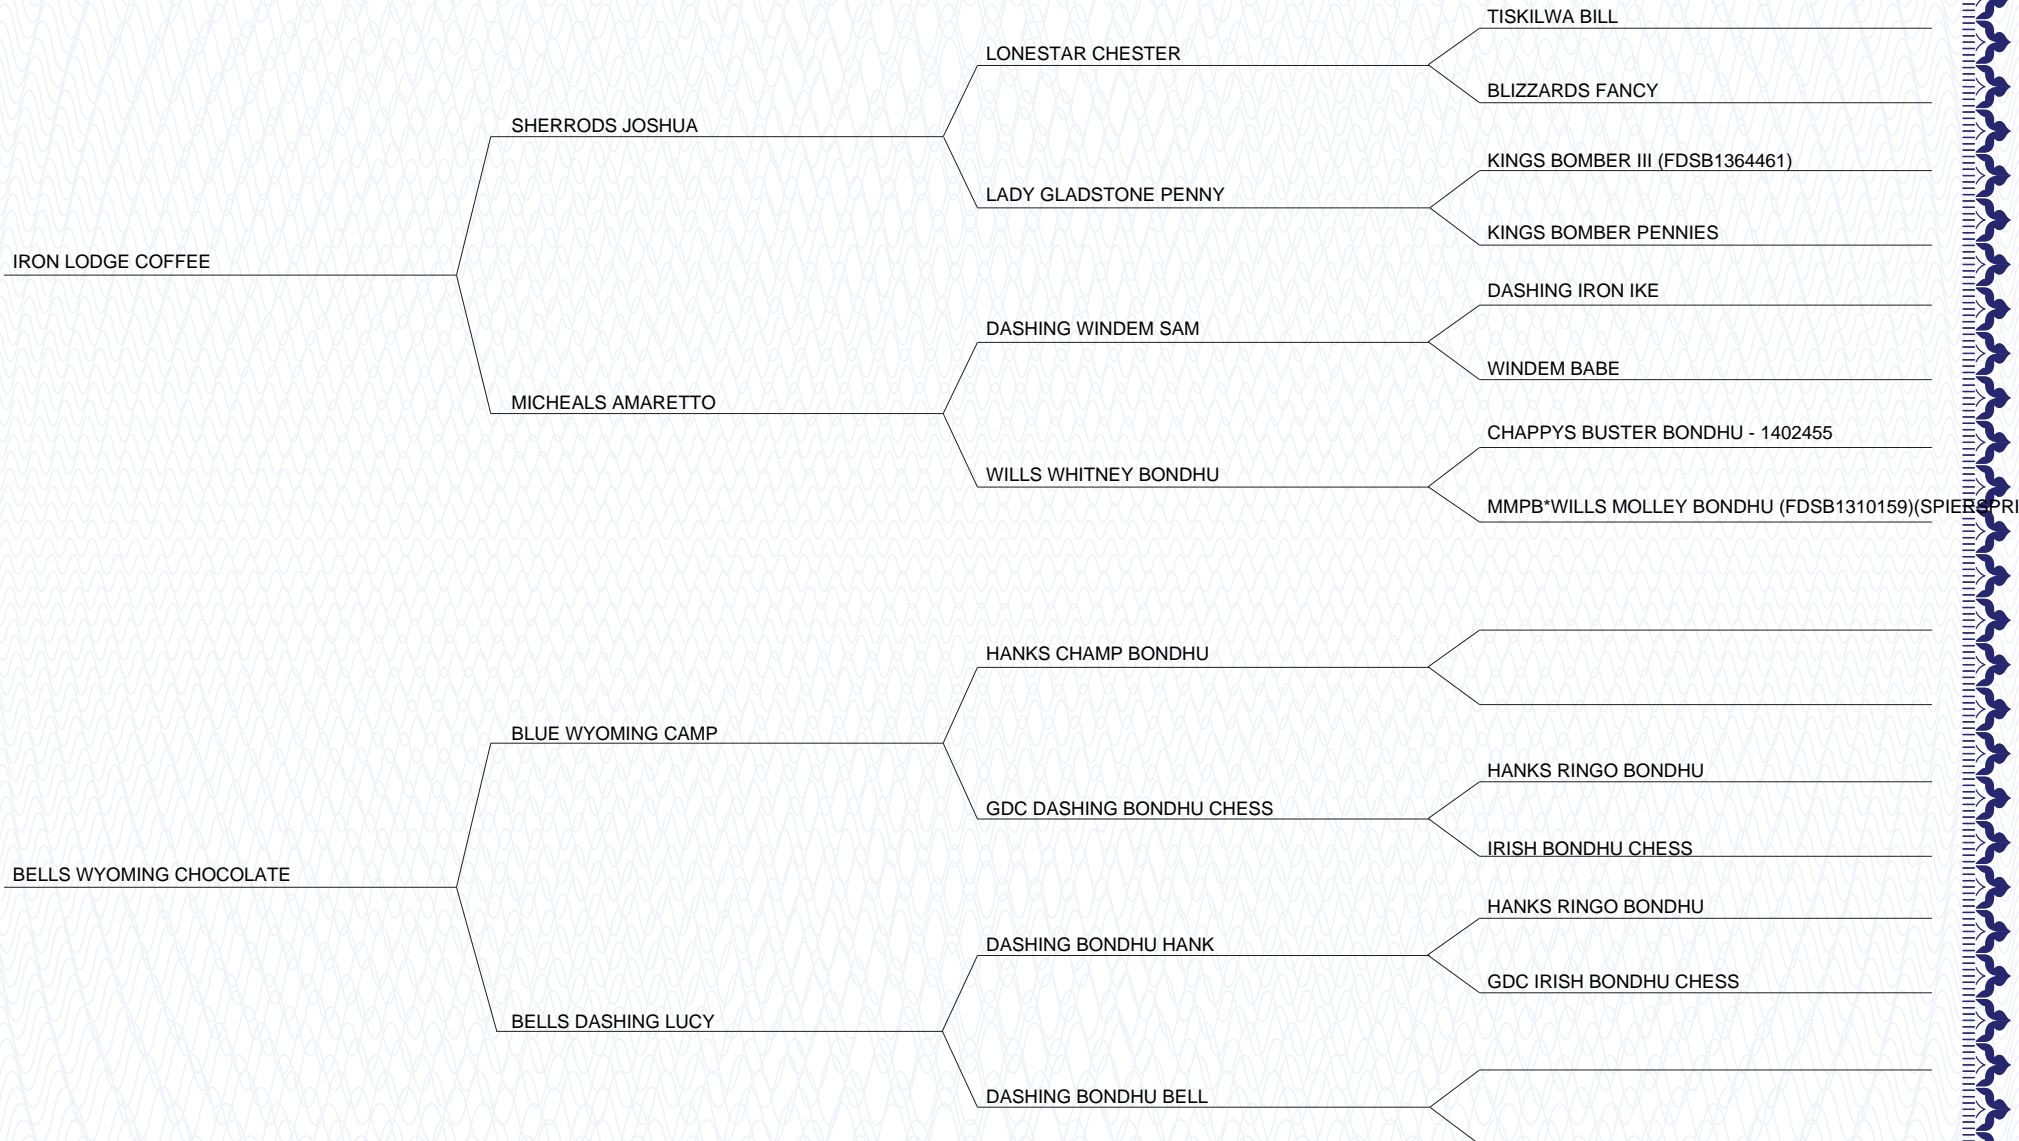 TISKILWA BILL
LONESTAR CHESTER
BLIZZARDS FANCY
SHERRODS JOSHUA
KINGS BOMBER III (FDSB1364461)
LADY GLADSTONE PENNY
KINGS BOMBER PENNIES
IRON LODGE COFFEE
DASHING IRON IKE
DASHING WINDEM SAM
WINDEM BABE
MICHEALS AMARETTO
CHAPPYS BUSTER BONDHU - 1402455
WILLS WHITNEY BONDHU
MMPB*WILLS MOLLEY BONDHU (FDSB1310159)(SPIERSPRI
HANKS CHAMP BONDHU
BLUE WYOMING CAMP
HANKS RINGO BONDHU
GDC DASHING BONDHU CHESS
IRISH BONDHU CHESS
BELLS WYOMING CHOCOLATE
HANKS RINGO BONDHU
DASHING BONDHU HANK
GDC IRISH BONDHU CHESS
BELLS DASHING LUCY
DASHING BONDHU BELL